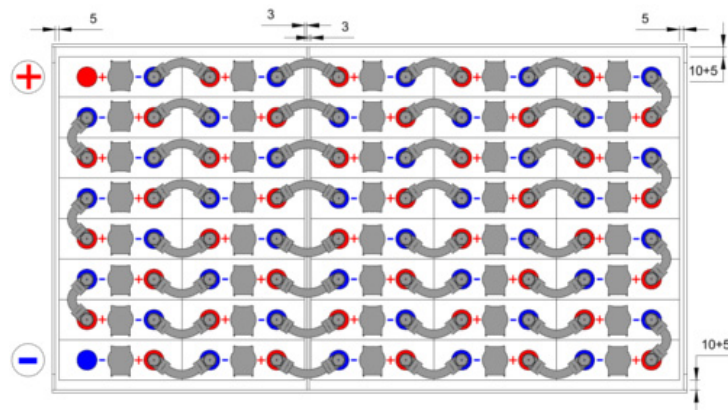 3
5
3
5
+ + - + - + - + - + -
10+5
- + - + - + - + - +
+ - + - + - + - + -
- + - + - + - + - +
+ - + - + - + - + -
- + - + - + - + - +
+ - + - + - + - + -
10+5
- - + - + - + - + - +